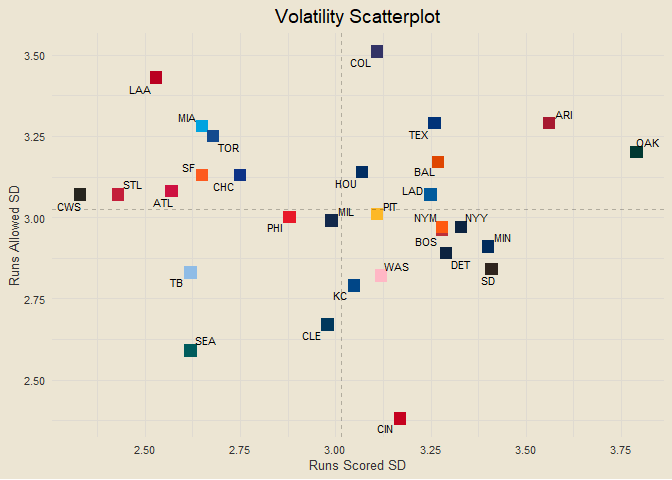 Volatility Scatterplot
3.50
COL
LAA
MIA
ARI
3.25
TEX
TOR
OAK
SF
BAL
STL
CHC
HOU
LAD
CWS
ATL
PIT
3.00
MIL
NYM
NYY
PHI
BOS
MIN
WAS
DET
2.75
TB
KC
SD
SEA
CLE
2.50
CIN
2.50
2.75
3.00
3.25
3.50
3.75
Runs Scored SD
Runs Allowed SD